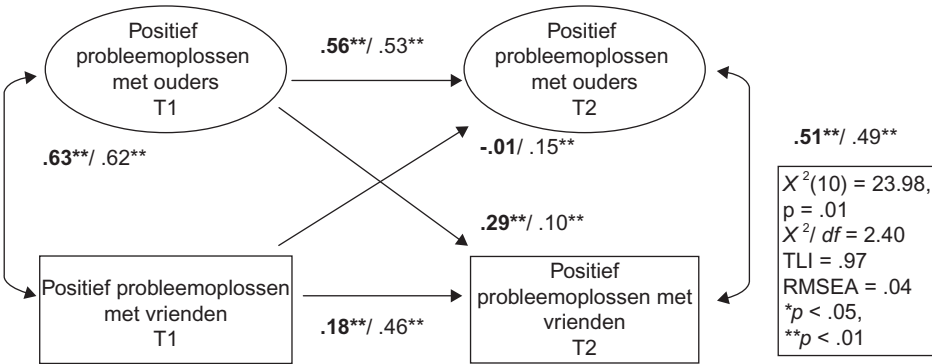 Positief
probleemoplossen
met ouders
T1
.56**/ .53**
Positief
probleemoplossen
met ouders
T2
.63**/ .62**
-.01/ .15**
.51**/ .49**
.29**/ .10**
Positief probleemoplossen
met vrienden
T1
.18**/ .46**
Positief
probleemoplossen met
vrienden
T2
X²(10) = 23.98,
p = .01
X²/ df = 2.40
TLI = .97
RMSEA = .04
*p < .05,
**p < .01